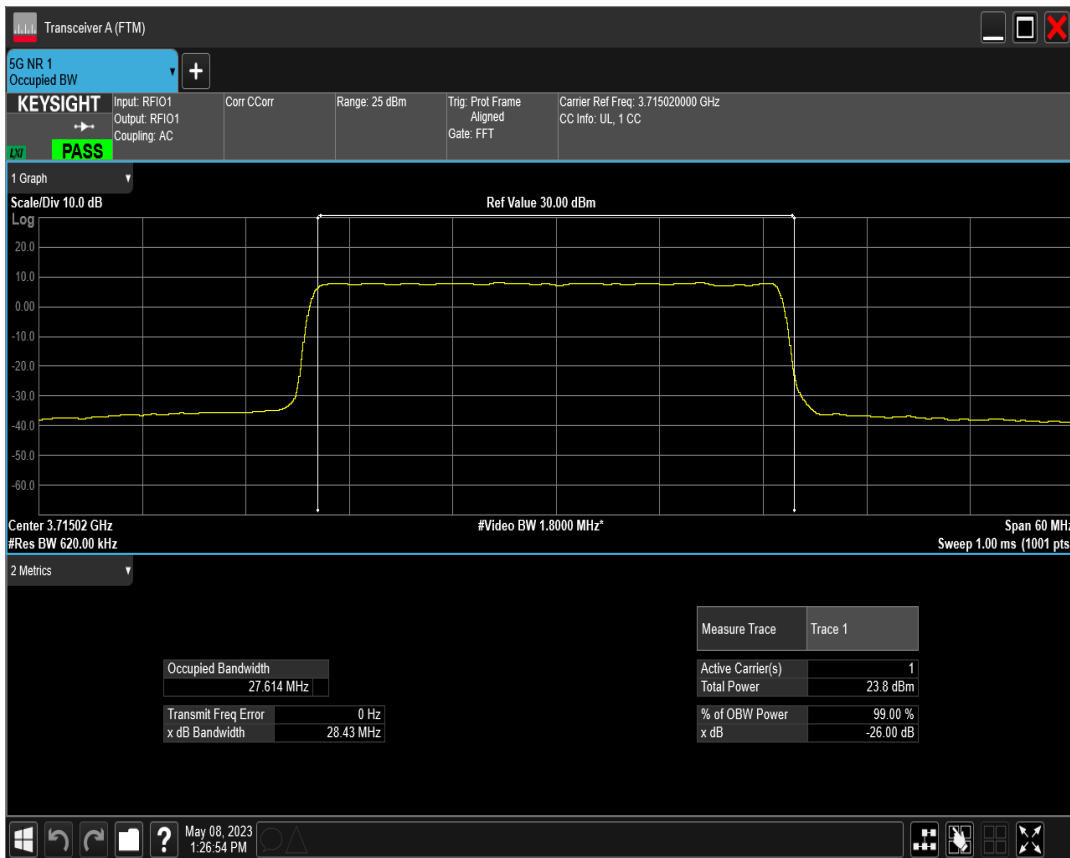 Transceiver A (FTM)
5G NR 1
Occupied BW
+
KEYSIGHT
LXI
PASS
Input: RFIO1
Output: RFIO1
Coupling: AC
Corr CCorr
Range: 25 dBm
Trig: Prot Frame
Aligned
Gate: FFT
Carrier Ref Freq: 3.715020000 GHz
CC Info: UL, 1 CC
1 Graph
Scale/Div 10.0 dB
Ref Value 30.00 dBm
Log
20.0
10.0
0.00
-10.0
-20.0
-30.0
-40.0
-50.0
-60.0
Center 3.71502 GHz
#Video BW 1.8000 MHz*
Span 60 MHz
#Res BW 620.00 kHz
Sweep 1.00 ms (1001 pts
2 Metrics
Measure Trace Trace 1
Occupied Bandwidth
27.614 MHz
Active Carrier(s) 1
Total Power 23.8 dBm
Transmit Freq Error 0 Hz
x dB Bandwidth 28.43 MHz
% of OBW Power 99.00 %
x dB -26.00 dB
?
May 08, 2023
1:26:54 PM